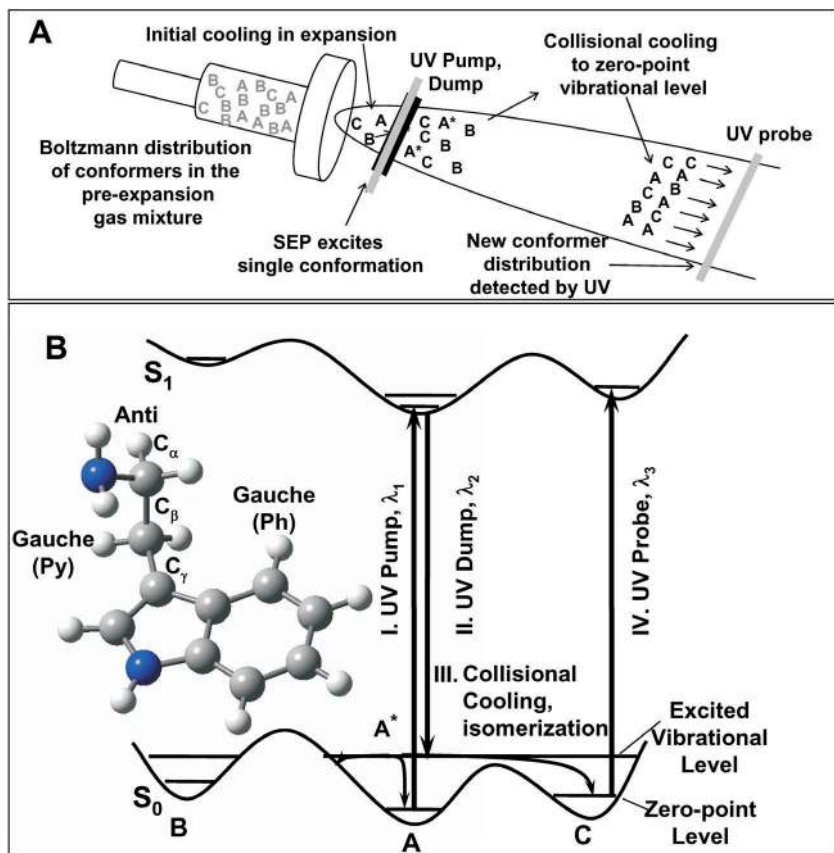 A
Initial cooling in expansion
UV Pump,
Dump
Collisional cooling
to zero-point
vibrational level
UV probe
B A B
C B C A
C B B B
A A B A
Boltzmann distribution
of conformers in the
pre-expansion
gas mixture
C A
B
C A* B
C
B
A*
C B
C C
A A
C B
B A A
C
A A
SEP excites
single conformation
New conformer
distribution
detected by UV
B
S1
Anti
Cα
Cβ
Gauche
(Ph)
Gauche
(Py)
Cγ
I. UV Pump, λ1
II. UV Dump, λ2
IV. UV Probe, λ3
III. Collisional
Cooling,
isomerization
A*
Excited
Vibrational
Level
S0
B
A
C
Zero-point
Level